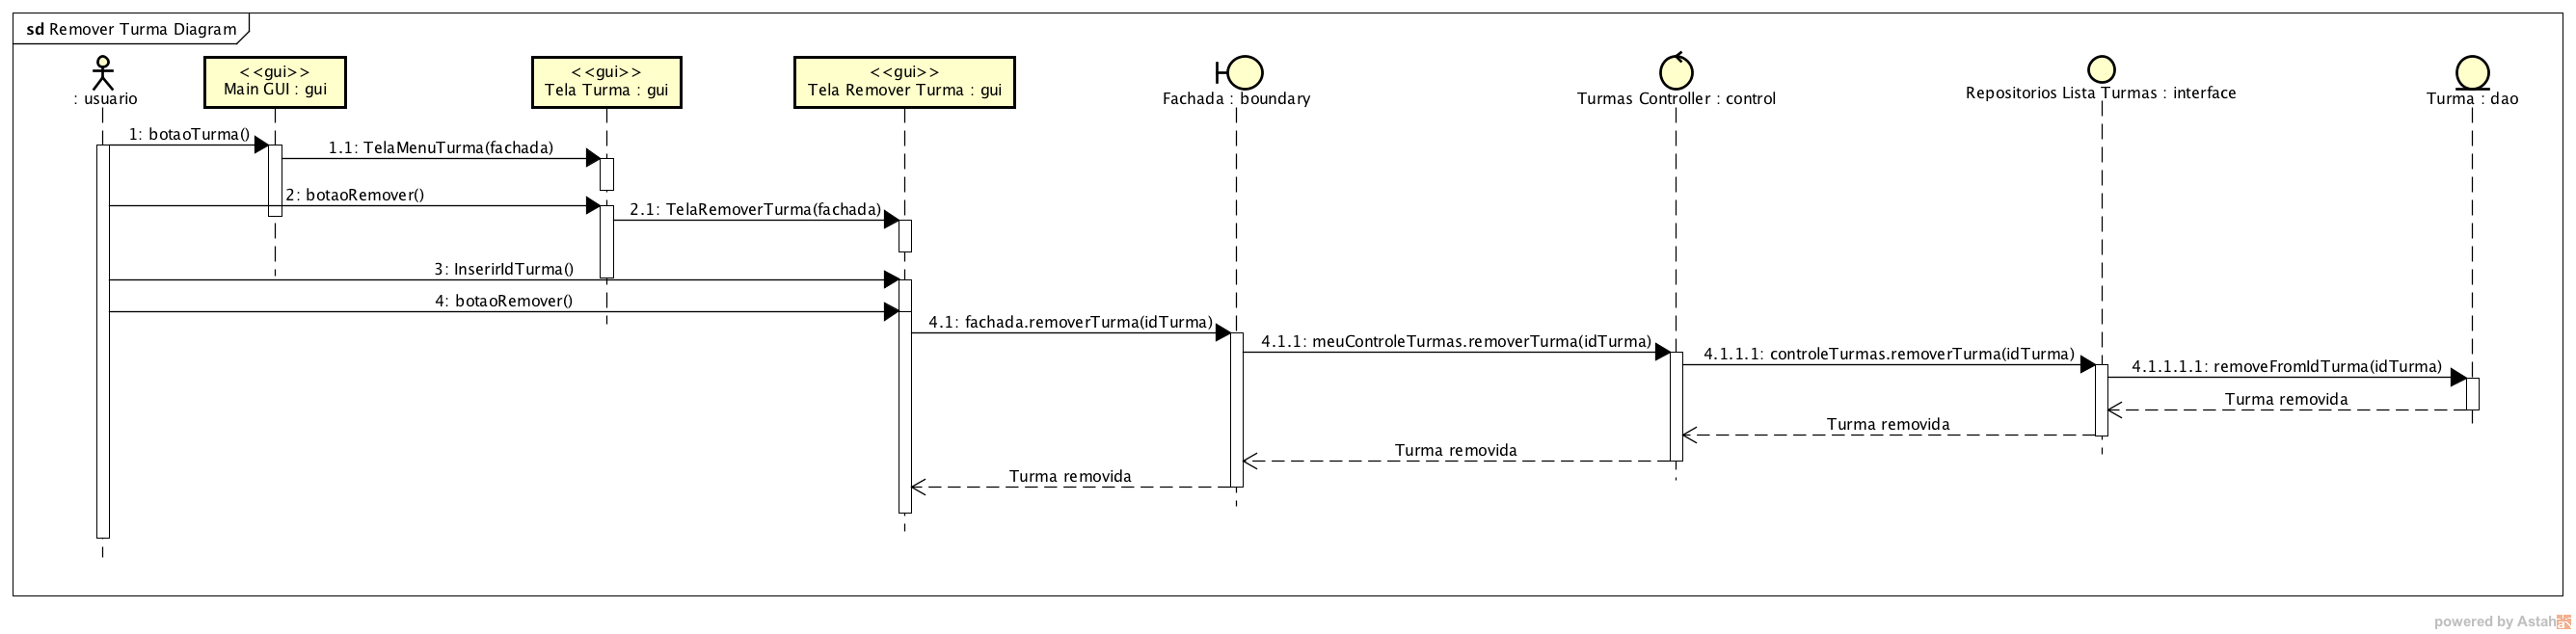 sd Remover Turma Diagram
: usuario
<<gui>>
Main GUI : gui
<<gui>>
Tela Turma : gui
<<gui>>
Tela Remover Turma : gui
Fachada : boundary
Turmas Controller : control
Repositorios Lista Turmas : interface
Turma : dao
1: botaoTurma()
1.1: TelaMenuTurma(fachada)
2: botaoRemover()
2.1: TelaRemoverTurma(fachada)
3: InserirIdTurma()
4: botaoRemover()
4.1: fachada.removerTurma(idTurma)
4.1.1: meuControleTurmas.removerTurma(idTurma)
4.1.1.1: controleTurmas.removerTurma(idTurma)
4.1.1.1.1: removeFromIdTurma(idTurma)
Turma removida
Turma removida
Turma removida
Turma removida
powered by Astah